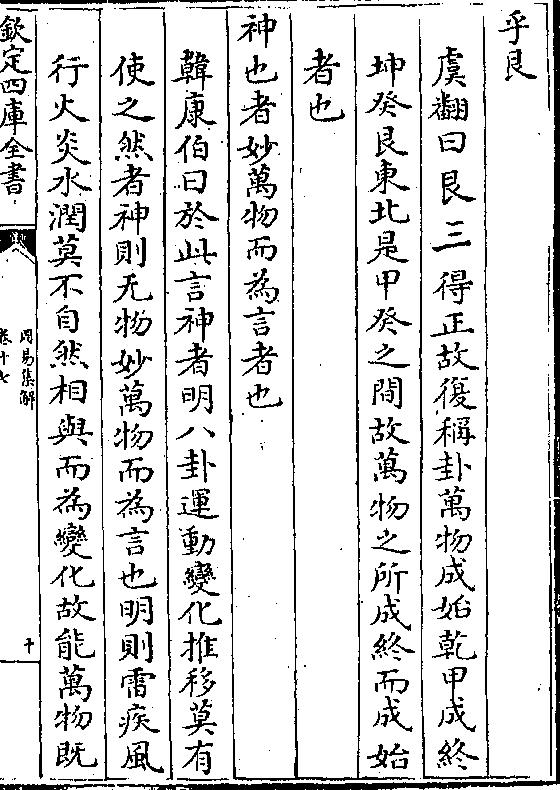 乎艮
虞翻曰艮三得正故復稱卦萬物成始乾甲成終
坤癸艮東北是甲癸之間故萬物之所成終而成始
者也
神也者妙萬物而為言者也
韓康伯曰於此言神者明八卦運動變化推移莫有
使之然者神則无物妙萬物而為言也明則雷疾風
行火炎水潤莫不自然相與而為變化故能萬物既
欽定四庫全書
周易集解
卷十七
十